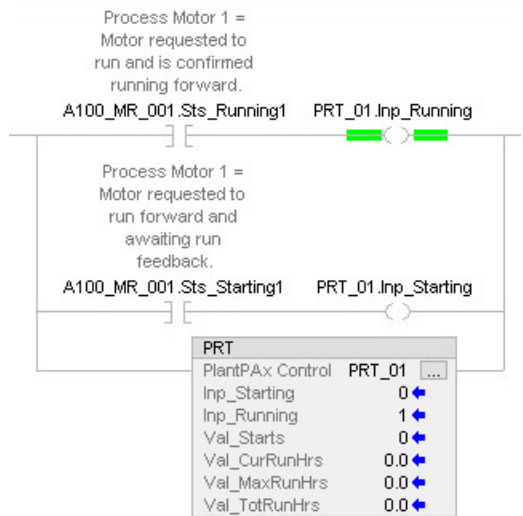 Process Motor 1 =
Motor requested to
run and is confirmed
running forward.
A100_MR_001.Sts_Running1 PRT_01.Inp_Running
Process Motor 1 =
Motor requested to
run forward and
awaiting run
feedback.
A100_MR_001.Sts_Starting1 PRT_01.Inp_Starting
PRT
PlantPAx Control PRT_01 ...
Inp_Starting 0
Inp_Running 1
Val_Starts 0
Val_CurRunHrs 0.0
Val_MaxRunHrs 0.0
Val_TotRunHrs 0.0